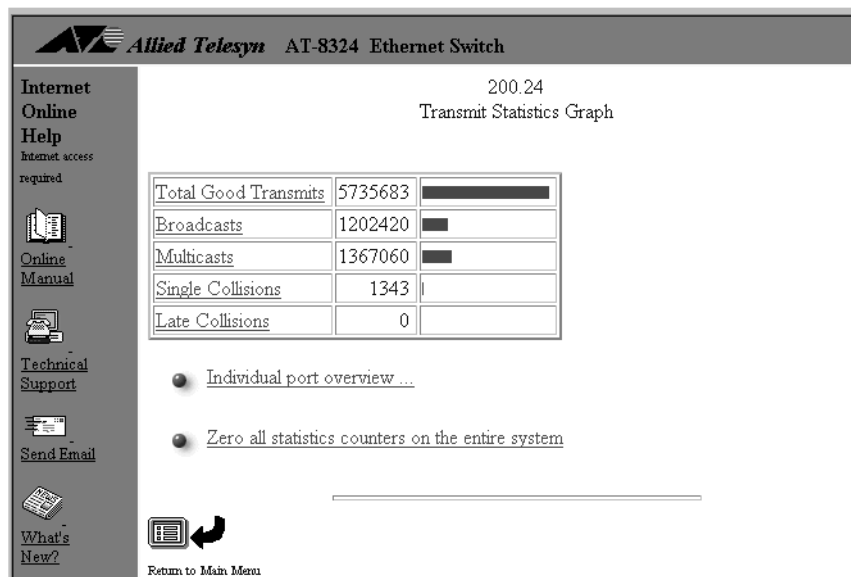 Allied Telesyn AT-8324 Ethernet Switch
Internet
Online
Help
Internet access
required
Online
Manual
Technical
Support
Send Email
NEWS
What's
New?
200.24
Transmit Statistics Graph
Total Good Transmits 5735683
Broadcasts 1202420
Multicasts 1367060
Single Collisions 1343
Late Collisions 0
Individual port overview ...
Zero all statistics counters on the entire system
Return to Main Menu